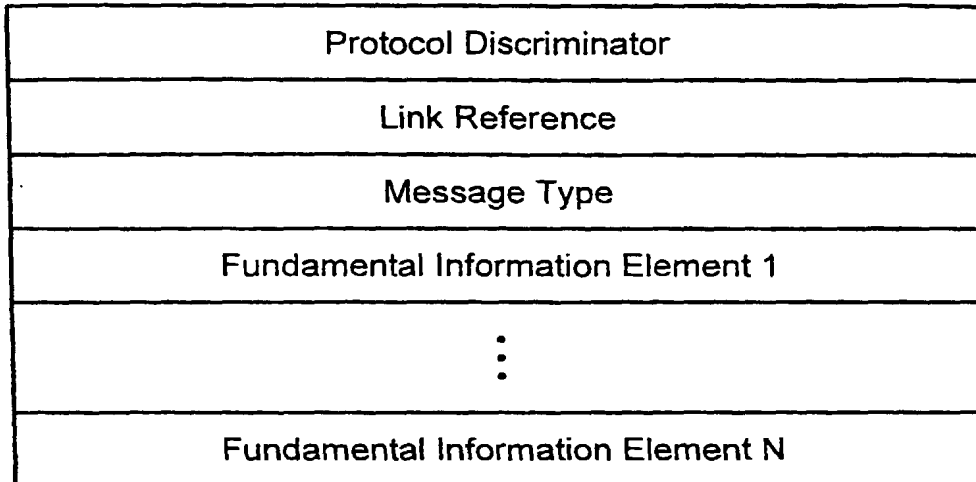 Protocol Discriminator
Link Reference
Message Type
Fundamental Information Element 1
⋮
Fundamental Information Element N